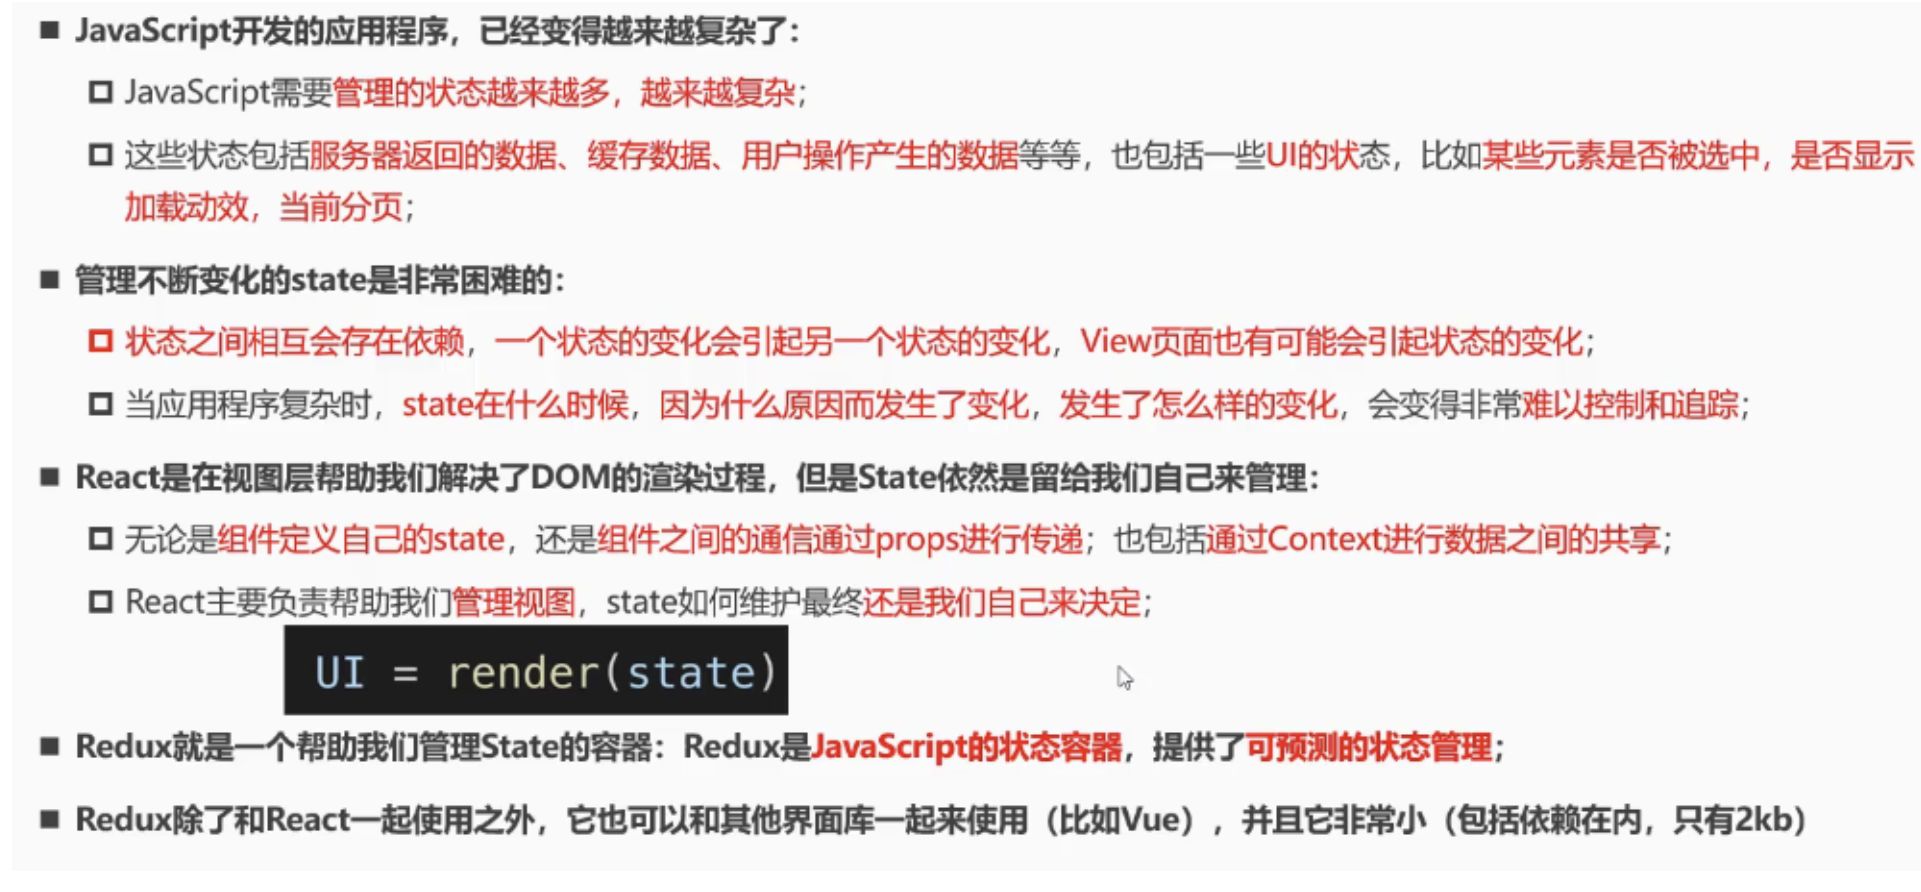 JavaScript开发的应用程序，已经变得越来越复杂了：
JavaScript需要管理的状态越来越多，越来越复杂；
这些状态包括服务器返回的数据、缓存数据、用户操作产生的数据等等，也包括一些UI的状态，比如某些元素是否被选中，是否显示
加载动效，当前分页；
管理不断变化的state是非常困难的：
状态之间相互会存在依赖，一个状态的变化会引起另一个状态的变化，View页面也有可能会引起状态的变化；
当应用程序复杂时，state在什么时候，因为什么原因而发生了变化，发生了怎么样的变化，会变得非常难以控制和追踪；
React是在视图层帮助我们解决了DOM的渲染过程，但是State依然是留给我们自己来管理：
无论是组件定义自己的state，还是组件之间的通信通过props进行传递；也包括通过Context进行数据之间的共享；
React主要负责帮助我们管理视图，state如何维护最终还是我们自己来决定；
UI = render(state)
Redux就是一个帮助我们管理State的容器：Redux是JavaScript的状态容器，提供了可预测的状态管理；
Redux除了和React一起使用之外，它也可以和其他界面库一起来使用（比如Vue），并且它非常小（包括依赖在内，只有2kb）